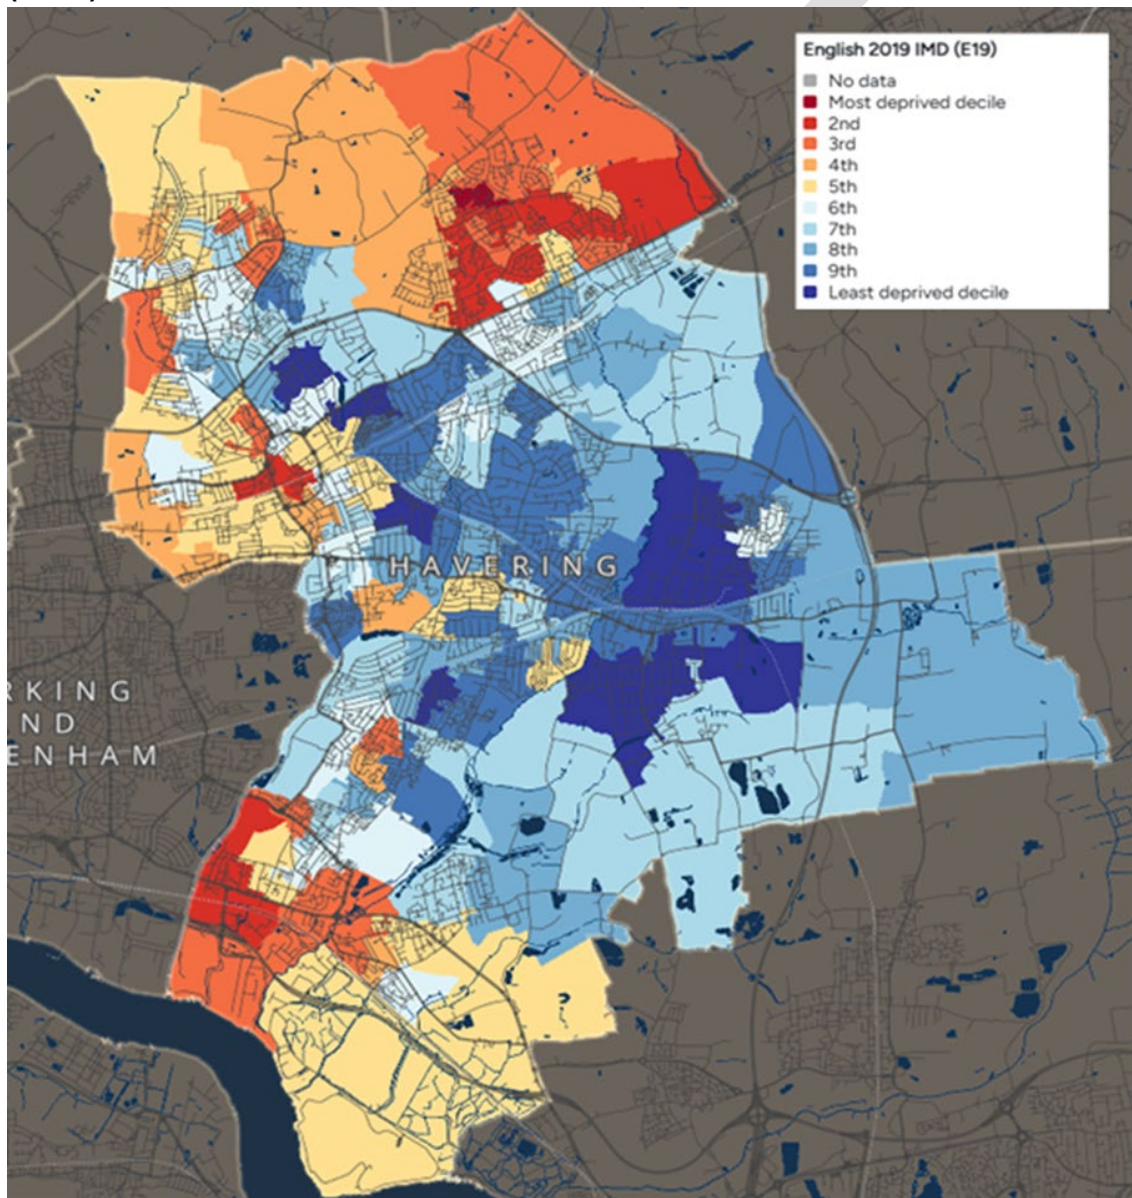 English 2019 IMD (E19)
No data
Most deprived decile
2nd
3rd
4th
5th
6th
7th
8th
9th
Least deprived decile
HAVERING
RKING
ND
ENHAM